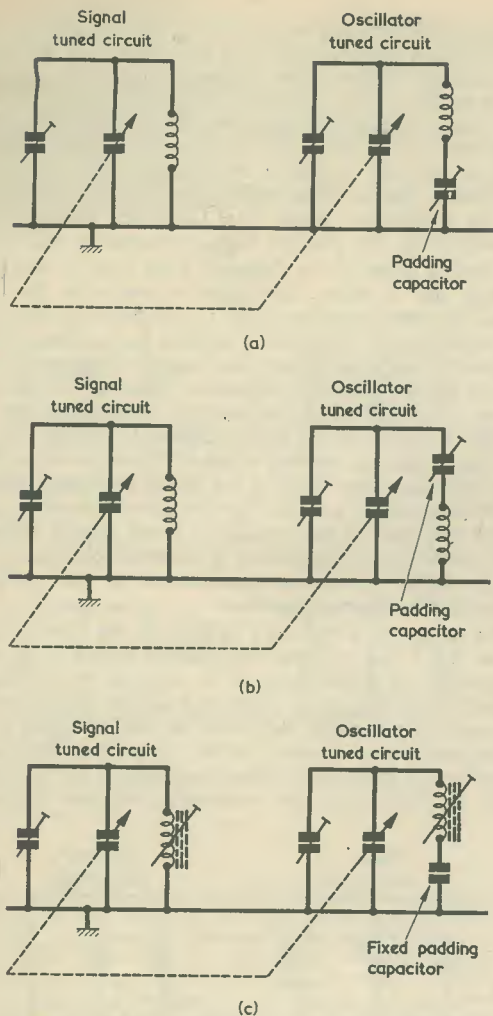 Signal
tuned circuit
Oscillator
tuned circuit
Padding
capacitor
(a)
Signal
tuned circuit
Oscillator
tuned circuit
Padding
capacitor
(b)
Signal
tuned circuit
Oscillator
tuned circuit
Fixed padding
capacitor
(c)